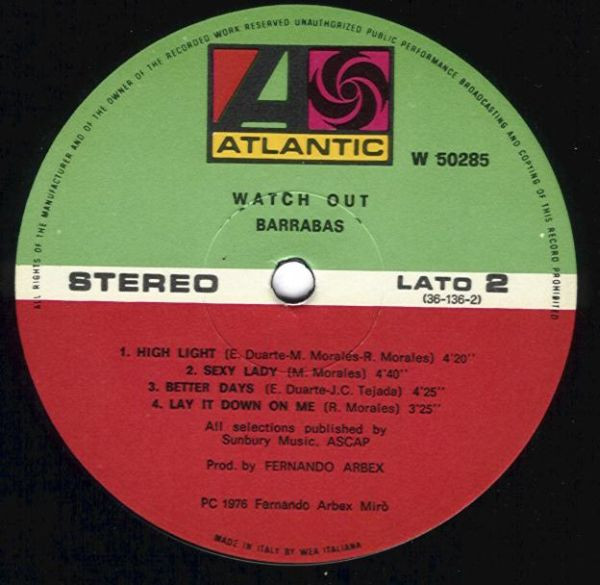 ALL RIGHTS OF THE MANUFACTURER AND OF THE OWNER OF THE RECORDED WORK RESERVED UNAUTHORIZED PUBLIC PERFORMANCE BROADCASTING AND COPYING OF THIS RECORD PROHIBITED
ATLANTIC
W 50285
WATCH OUT
BARRABAS
STEREO
LATO 2
(36-136-2)
1. HIGH LIGHT (E. Duarte-M. Morales-R. Morales) 4'20''
2. SEXY LADY (M. Morales) 4'40''
3. BETTER DAYS (E. Duarte-J.C. Tejada) 4'25''
4. LAY IT DOWN ON ME (R. Morales) 3'25''
All selections published by
Sunbury Music, ASCAP
Prod. by FERNANDO ARBEX
PC 1976 Fernando Arbex Mirò
MADE IN ITALY BY WEA ITALIANA